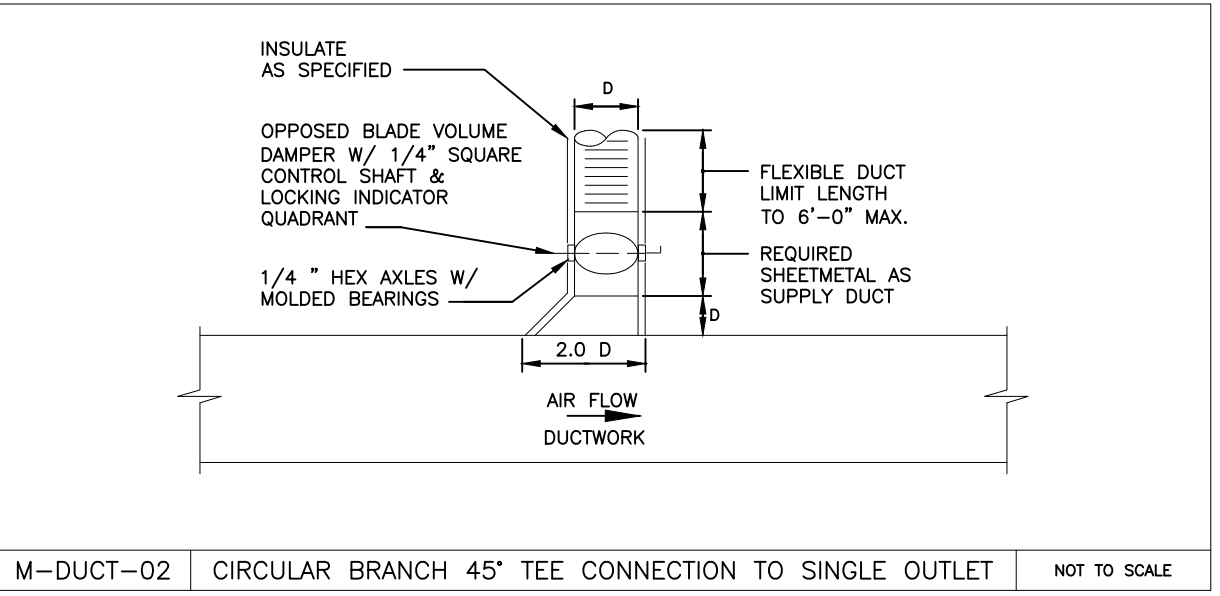 INSULATE
AS SPECIFIED
D
OPPOSED BLADE VOLUME
DAMPER W/ 1/4" SQUARE
CONTROL SHAFT &
LOCKING INDICATOR
QUADRANT
FLEXIBLE DUCT
LIMIT LENGTH
TO 6'-0" MAX.
1/4 " HEX AXLES W/
MOLDED BEARINGS
REQUIRED
SHEETMETAL AS
SUPPLY DUCT
D
2.0 D
AIR FLOW
DUCTWORK
M-DUCT-02
CIRCULAR BRANCH 45° TEE CONNECTION TO SINGLE OUTLET
NOT TO SCALE